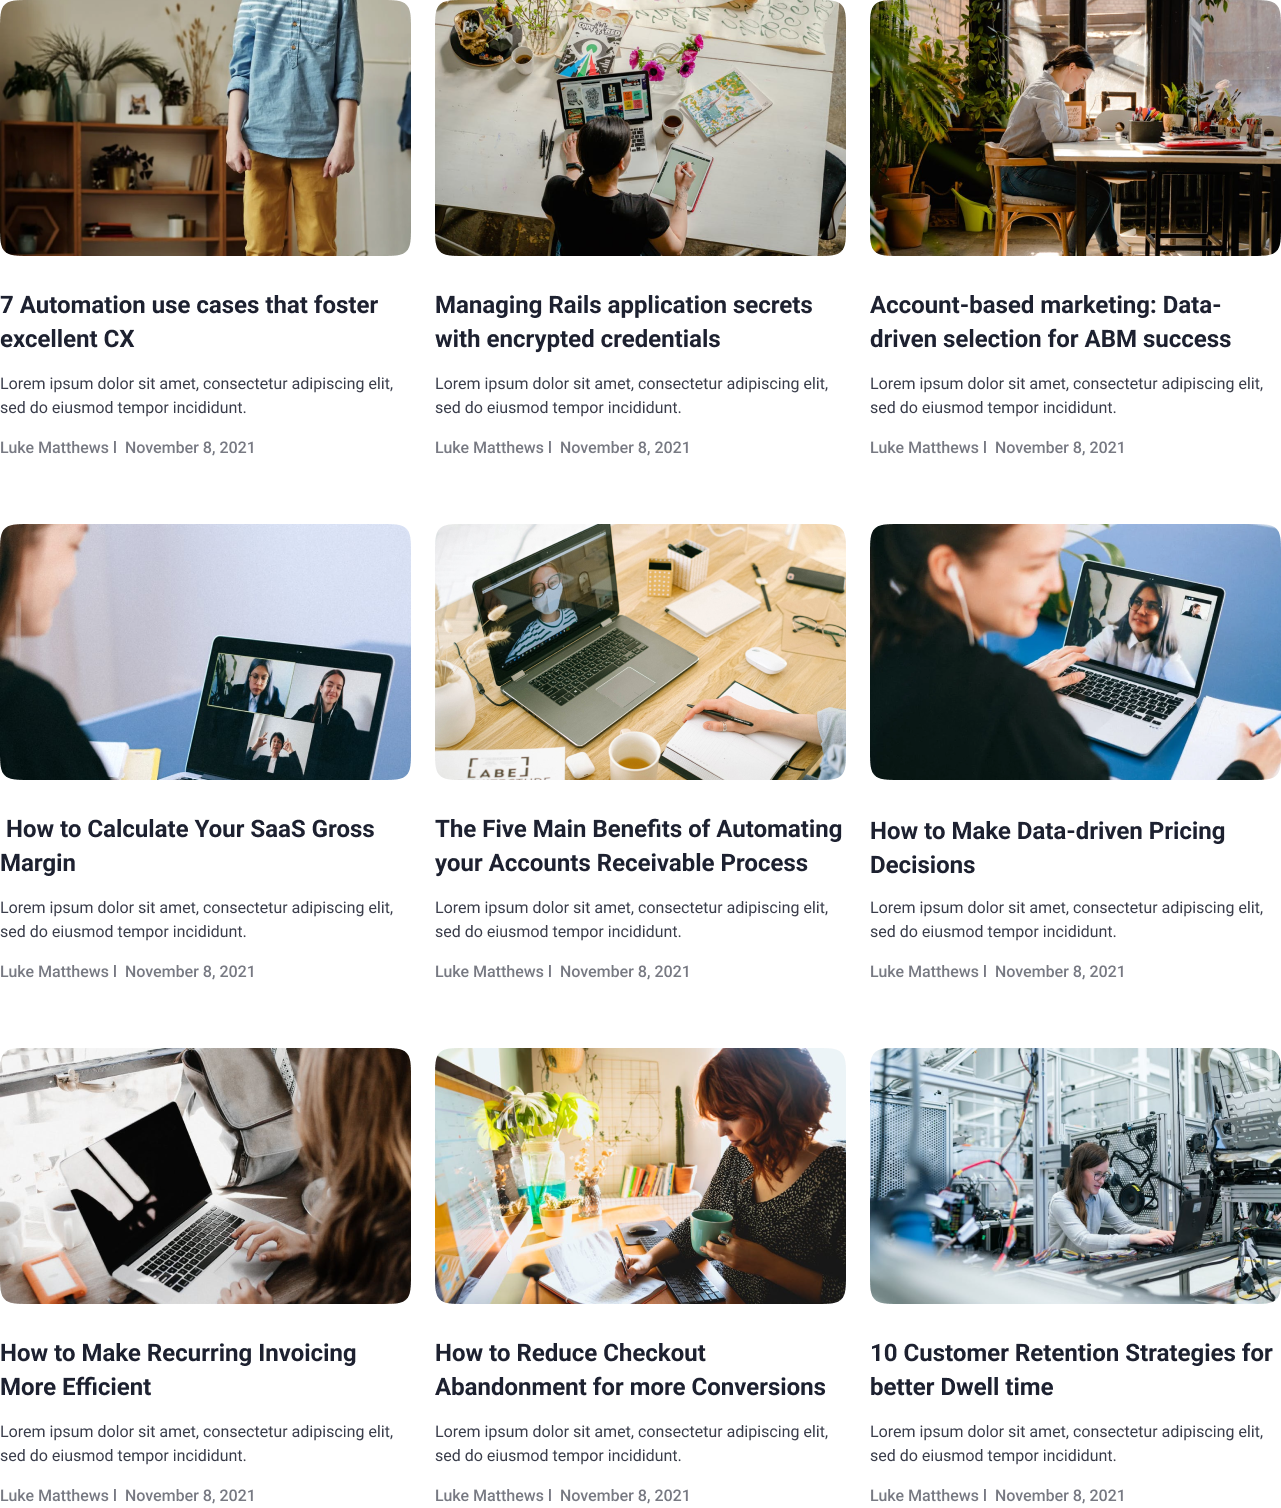 7 Automation use cases that foster
excellent CX
Lorem ipsum dolor sit amet, consectetur adipiscing elit,
sed do eiusmod tempor incididunt.
Luke Matthews l November 8, 2021
Managing Rails application secrets
with encrypted credentials
Lorem ipsum dolor sit amet, consectetur adipiscing elit,
sed do eiusmod tempor incididunt.
Luke Matthews l November 8, 2021
Account-based marketing: Data-
driven selection for ABM success
Lorem ipsum dolor sit amet, consectetur adipiscing elit,
sed do eiusmod tempor incididunt.
Luke Matthews l November 8, 2021
How to Calculate Your SaaS Gross
Margin
Lorem ipsum dolor sit amet, consectetur adipiscing elit,
sed do eiusmod tempor incididunt.
Luke Matthews l November 8, 2021
LABEL
The Five Main Benefits of Automating
your Accounts Receivable Process
Lorem ipsum dolor sit amet, consectetur adipiscing elit,
sed do eiusmod tempor incididunt.
Luke Matthews l November 8, 2021
How to Make Data-driven Pricing
Decisions
Lorem ipsum dolor sit amet, consectetur adipiscing elit,
sed do eiusmod tempor incididunt.
Luke Matthews l November 8, 2021
How to Make Recurring Invoicing
More Efficient
Lorem ipsum dolor sit amet, consectetur adipiscing elit,
sed do eiusmod tempor incididunt.
Luke Matthews l November 8, 2021
How to Reduce Checkout
Abandonment for more Conversions
Lorem ipsum dolor sit amet, consectetur adipiscing elit,
sed do eiusmod tempor incididunt.
Luke Matthews l November 8, 2021
10 Customer Retention Strategies for
better Dwell time
Lorem ipsum dolor sit amet, consectetur adipiscing elit,
sed do eiusmod tempor incididunt.
Luke Matthews l November 8, 2021